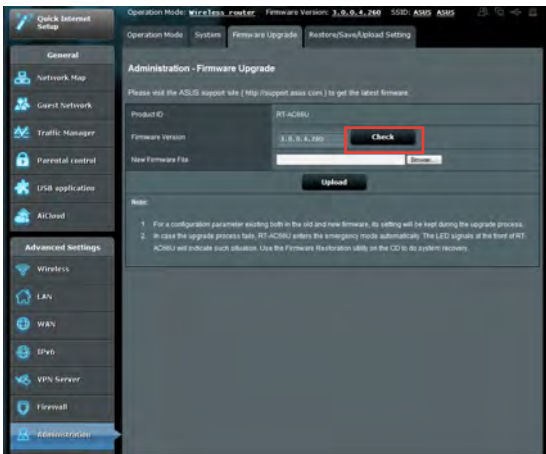 Quick Internet
Setup
Operation Mode: Wireless router Firmware Version: 3.0.0.4.260 SSID: ASUS ASUS
Operation Mode System Firmware Upgrade Restore/Save/Upload Setting
General
Network Map
Guest Network
Traffic Manager
Parental control
USB application
AiCloud
Advanced Settings
Wireless
LAN
WAN
IPv6
VPN Server
Firewall
Administration
Administration - Firmware Upgrade
Please visit the ASUS support site ( http://support.asus.com ) to get the latest firmware.
Product ID RT-AC66U
Firmware Version 3.0.0.4.260 Check
New Firmware File Browse...
Upload
Note:
1. For a configuration parameter existing both in the old and new firmware, its setting will be kept during the upgrade process.
2. In case the upgrade process fails, RT-AC66U enters the emergency mode automatically. The LED signals at the front of RT-
AC66U will indicate such situation. Use the Firmware Restoration utility on the CD to do system recovery.